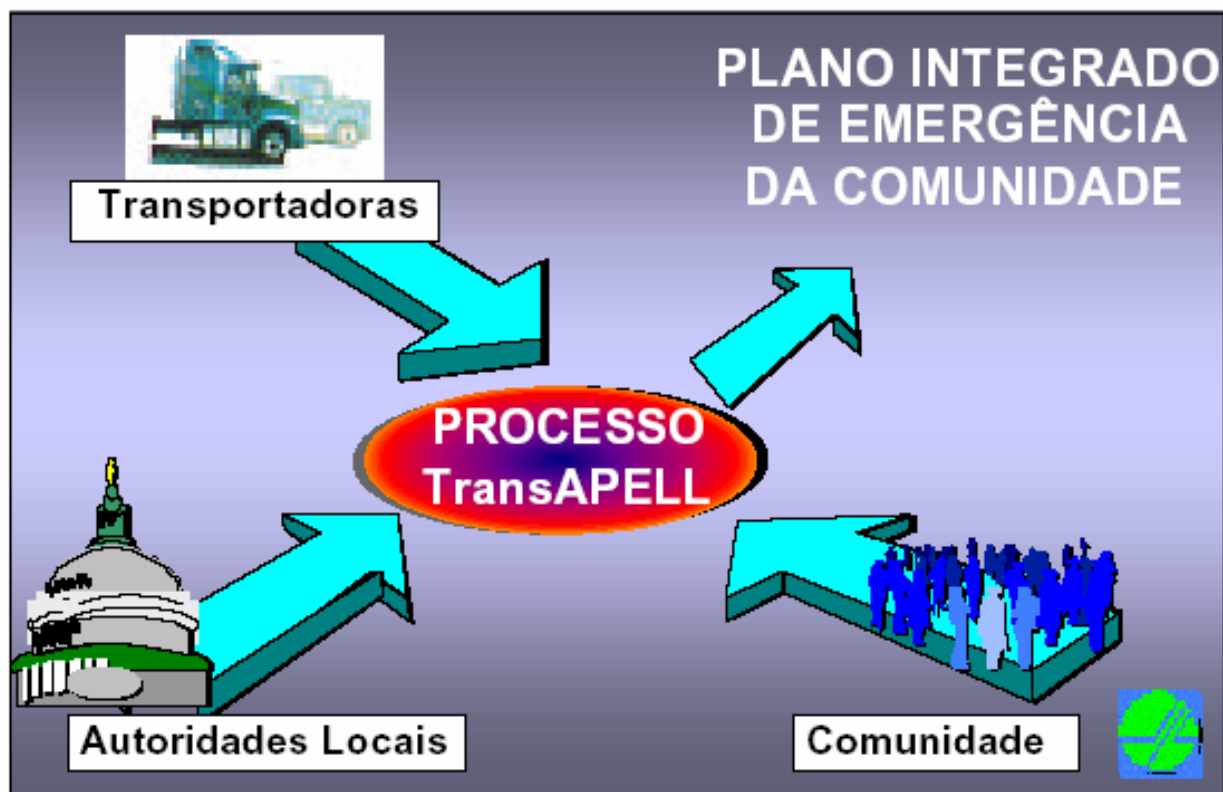 Transportadoras
PLANO INTEGRADO
DE EMERGÊNCIA
DA COMUNIDADE
PROCESSO
TransAPELL
Autoridades Locais
Comunidade